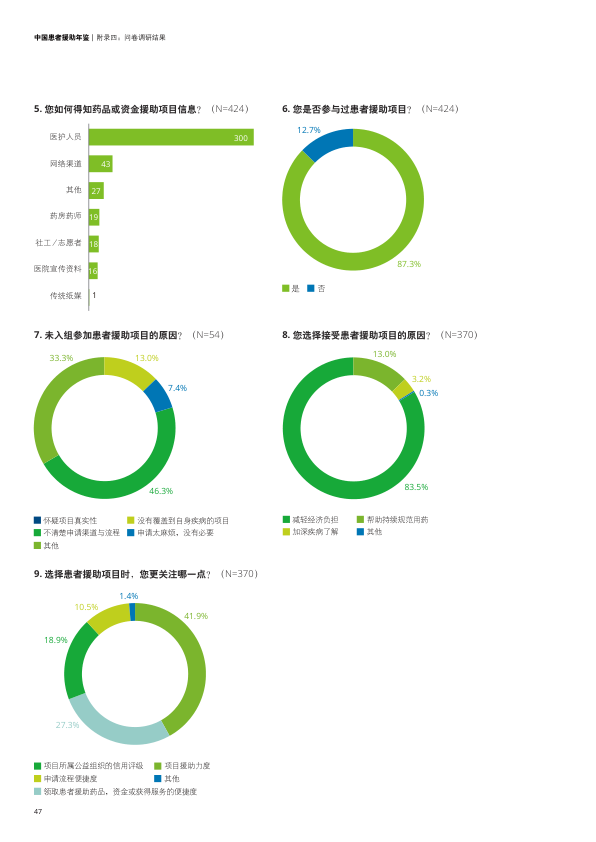 中国患者援助年鉴 | 附录四：问卷调研结果
5. 您如何得知药品或资金援助项目信息？（N=424）
医护人员 300
网络渠道 43
其他 27
药房药师 19
社工／志愿者 18
医院宣传资料 16
传统纸媒 1
6. 您是否参与过患者援助项目？（N=424）
12.7%
87.3%
是 否
7. 未入组参加患者援助项目的原因？（N=54）
33.3% 13.0%
7.4%
46.3%
怀疑项目真实性 没有覆盖到自身疾病的项目
不清楚申请渠道与流程 申请太麻烦，没有必要
其他
8. 您选择接受患者援助项目的原因？（N=370）
13.0%
3.2%
0.3%
83.5%
减轻经济负担 帮助持续规范用药
加深疾病了解 其他
9. 选择患者援助项目时，您更关注哪一点？（N=370）
1.4%
10.5% 41.9%
18.9%
27.3%
项目所属公益组织的信用评级 项目援助力度
申请流程便捷度 其他
领取患者援助药品、资金或获得服务的便捷度
47